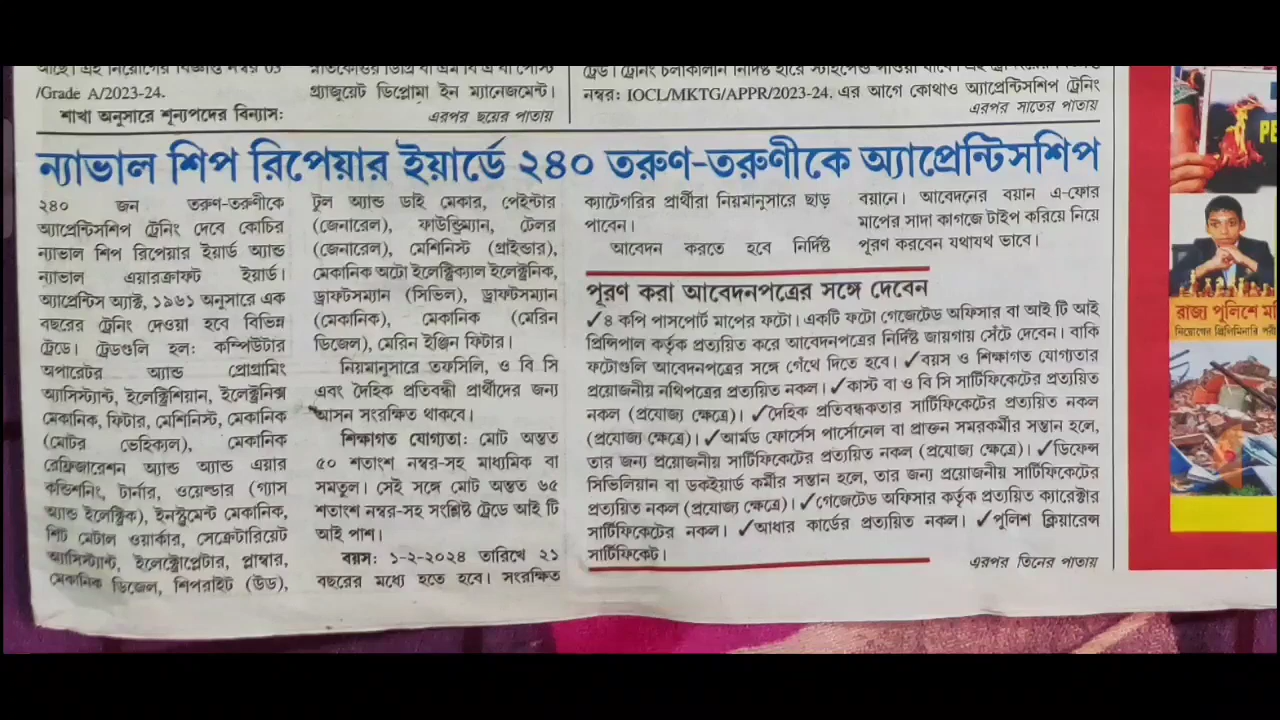 /Grade A/2023-24.
শাখা অনুসারে শূন্যপদের বিন্যাস:
গ্র্যাজুয়েট ডিপ্লোমা ইন ম্যানেজমেন্ট।
এরপর ছয়ের পাতায়
নম্বর: IOCL/MKTG/APPR/2023-24. এর আগে কোথাও অ্যাপ্রেন্টিসশিপ ট্রেনিং
এরপর সাতের পাতায়
ন্যাভাল শিপ রিপেয়ার ইয়ার্ডে ২৪০ তরুণ-তরুণীকে অ্যাপ্রেন্টিসশিপ
২৪০ জন তরুণ-তরুণীকে
অ্যাপ্রেন্টিসশিপ ট্রেনিং দেবে কোচির
ন্যাভাল শিপ রিপেয়ার ইয়ার্ড অ্যান্ড
ন্যাভাল এয়ারক্রাফট ইয়ার্ড।
অ্যাপ্রেন্টিস অ্যাক্ট, ১৯৬১ অনুসারে এক
বছরের ট্রেনিং দেওয়া হবে বিভিন্ন
ট্রেডে। ট্রেডগুলি হল: কম্পিউটার
অপারেটর অ্যান্ড প্রোগ্রামিং
অ্যাসিস্ট্যান্ট, ইলেক্ট্রিশিয়ান, ইলেক্ট্রনিক্স
মেকানিক, ফিটার, মেশিনিস্ট, মেকানিক
(মোটর ভেহিকাল), মেকানিক
রেফ্রিজারেশন অ্যান্ড অ্যান্ড এয়ার
কন্ডিশনিং, টার্নার, ওয়েল্ডার (গ্যাস
অ্যান্ড ইলেক্ট্রিক), ইনস্ট্রুমেন্ট মেকানিক,
শিট মেটাল ওয়ার্কার, সেক্রেটারিয়েট
অ্যাসিস্ট্যান্ট, ইলেক্ট্রোপ্লেটার, প্লাম্বার,
মেকানিক ডিজেল, শিপরাইট (উড),
টুল অ্যান্ড ডাই মেকার, পেইন্টার
(জেনারেল), ফাউন্ড্রিম্যান, টেলর
(জেনারেল), মেশিনিস্ট (গ্রাইন্ডার),
মেকানিক অটো ইলেক্ট্রিক্যাল ইলেক্ট্রনিক,
ড্রাফটসম্যান (সিভিল), ড্রাফটসম্যান
(মেকানিক), মেকানিক (মেরিন
ডিজেল), মেরিন ইঞ্জিন ফিটার।
নিয়মানুসারে তফসিলি, ও বি সি
এবং দৈহিক প্রতিবন্ধী প্রার্থীদের জন্য
আসন সংরক্ষিত থাকবে।
শিক্ষাগত যোগ্যতা: মোট অন্তত
৫০ শতাংশ নম্বর-সহ মাধ্যমিক বা
সমতুল। সেই সঙ্গে মোট অন্তত ৬৫
শতাংশ নম্বর-সহ সংশ্লিষ্ট ট্রেডে আই টি
আই পাশ।
বয়স: ১-২-২০২৪ তারিখে ২১
বছরের মধ্যে হতে হবে। সংরক্ষিত
ক্যাটেগরির প্রার্থীরা নিয়মানুসারে ছাড়
পাবেন।
আবেদন করতে হবে নির্দিষ্ট
বয়ানে। আবেদনের বয়ান এ-ফোর
মাপের সাদা কাগজে টাইপ করিয়ে নিয়ে
পূরণ করবেন যথাযথ ভাবে।
পূরণ করা আবেদনপত্রের সঙ্গে দেবেন
✓৪ কপি পাসপোর্ট মাপের ফটো। একটি ফটো গেজেটেড অফিসার বা আই টি আই
প্রিন্সিপাল কর্তৃক প্রত্যয়িত করে আবেদনপত্রের নির্দিষ্ট জায়গায় সেঁটে দেবেন। বাকি
ফটোগুলি আবেদনপত্রের সঙ্গে গেঁথে দিতে হবে। ✓বয়স ও শিক্ষাগত যোগ্যতার
প্রয়োজনীয় নথিপত্রের প্রত্যয়িত নকল। ✓কাস্ট বা ও বি সি সার্টিফিকেটের প্রত্যয়িত
নকল (প্রযোজ্য ক্ষেত্রে)। ✓দৈহিক প্রতিবন্ধকতার সার্টিফিকেটের প্রত্যয়িত নকল
(প্রযোজ্য ক্ষেত্রে)। ✓আর্মড ফোর্সেস পার্সোনেল বা প্রাক্তন সমরকর্মীর সন্তান হলে,
তার জন্য প্রয়োজনীয় সার্টিফিকেটের প্রত্যয়িত নকল (প্রযোজ্য ক্ষেত্রে)। ✓ডিফেন্স
সিভিলিয়ান বা ডকইয়ার্ড কর্মীর সন্তান হলে, তার জন্য প্রয়োজনীয় সার্টিফিকেটের
প্রত্যয়িত নকল (প্রযোজ্য ক্ষেত্রে)। ✓গেজেটেড অফিসার কর্তৃক প্রত্যয়িত ক্যারেক্টার
সার্টিফিকেটের নকল। ✓আধার কার্ডের প্রত্যয়িত নকল। ✓পুলিশ ক্লিয়ারেন্স
সার্টিফিকেট।
এরপর তিনের পাতায়
রাজ্য পুলিশে
নিয়োগের প্রিলিমিনারি